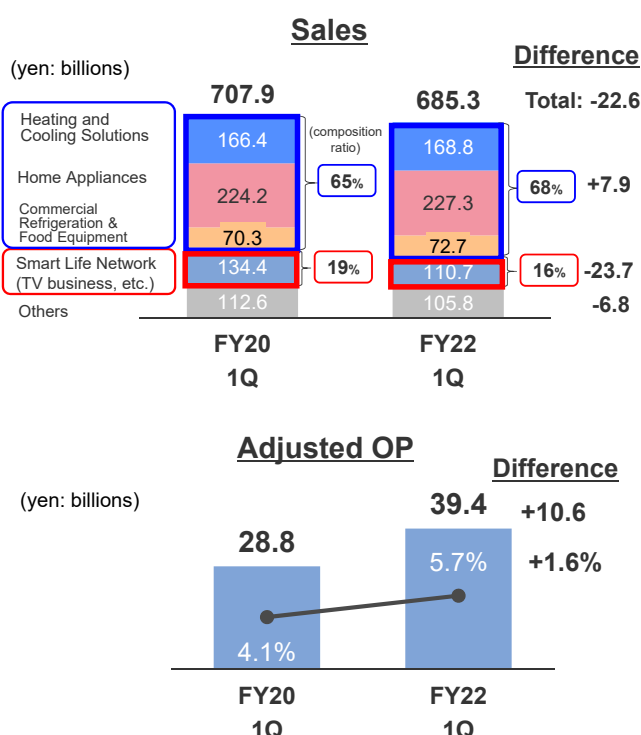 Sales
Difference
(yen: billions)
707.9
685.3
Total: -22.6
Heating and
Cooling Solutions
166.4
(composition
ratio)
168.8
Home Appliances
224.2
65%
227.3
68%
+7.9
Commercial
Refrigeration &
Food Equipment
70.3
72.7
Smart Life Network
(TV business, etc.)
134.4
19%
110.7
16%
-23.7
Others
112.6
105.8
-6.8
FY20
1Q
FY22
1Q
Adjusted OP
Difference
(yen: billions)
28.8
39.4
+10.6
4.1%
5.7%
+1.6%
FY20
1Q
FY22
1Q